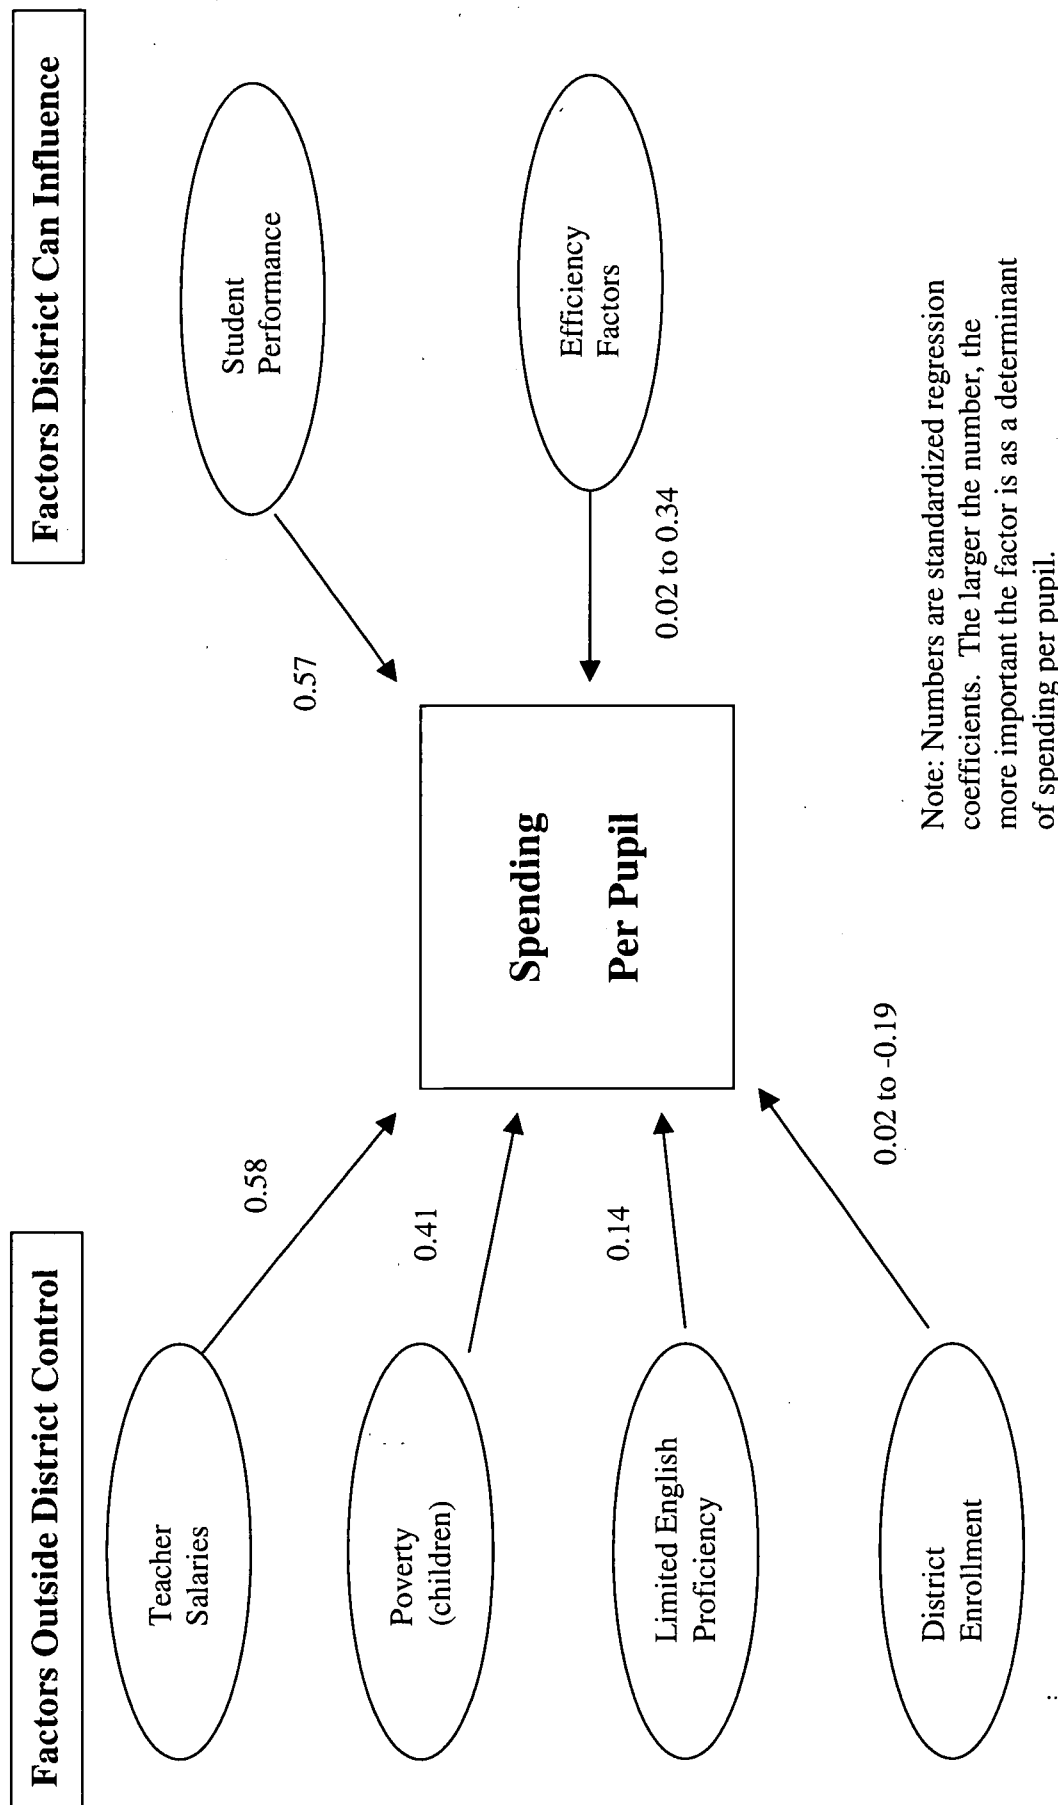 Factors Outside District Control
Factors District Can Influence
Teacher
Salaries
0.58
Poverty
(children)
0.41
Limited English
Proficiency
0.14
District
Enrollment
0.02 to -0.19
Spending
Per Pupil
Student
Performance
0.57
Efficiency
Factors
0.02 to 0.34
Note: Numbers are standardized regression
coefficients. The larger the number, the
more important the factor is as a determinant
of spending per pupil.